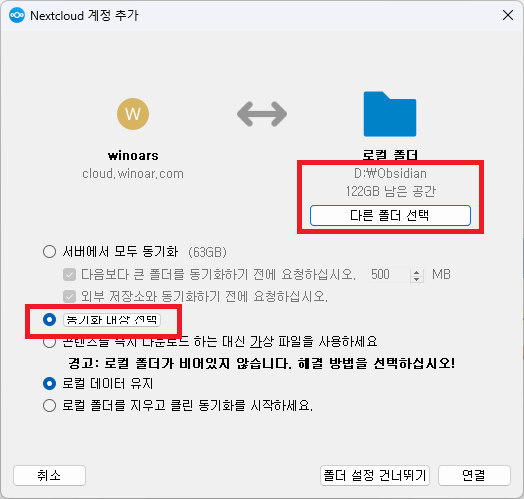 Nextcloud 계정 추가
W
winoars
cloud.winoar.com
로컬 폴더
D:₩Obsidian
122GB 남은 공간
다른 폴더 선택
서버에서 모두 동기화 (63GB)
다음보다 큰 폴더를 동기화하기 전에 요청하십시오. 500 MB
외부 저장소와 동기화하기 전에 요청하십시오.
동기화 대상 선택
콘텐츠를 즉시 다운로드 하는 대신 가상 파일을 사용하세요
경고: 로컬 폴더가 비어있지 않습니다. 해결 방법을 선택하십시오!
로컬 데이터 유지
로컬 폴더를 지우고 클린 동기화를 시작하세요.
취소
폴더 설정 건너뛰기
연결